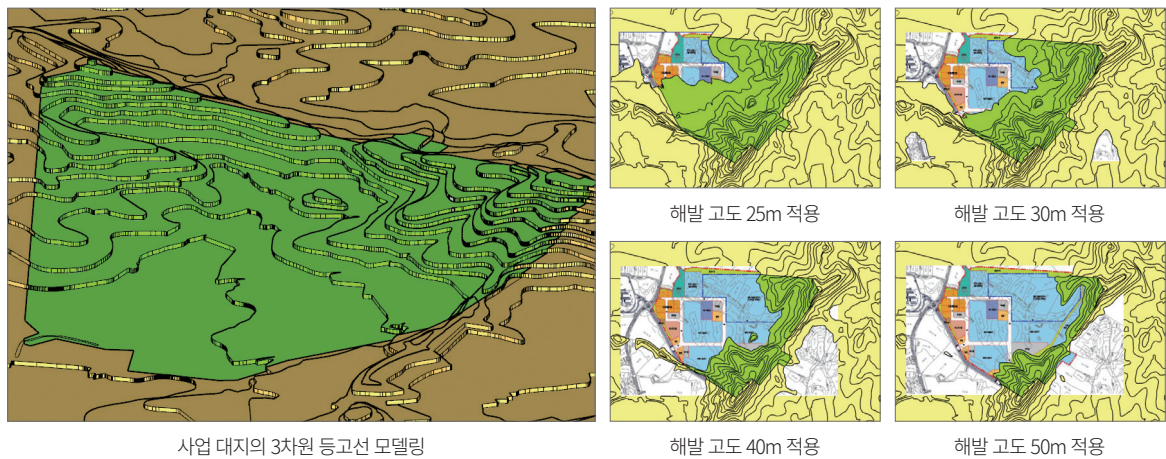 해발 고도 25m 적용
해발 고도 30m 적용
사업 대지의 3차원 등고선 모델링
해발 고도 40m 적용
해발 고도 50m 적용